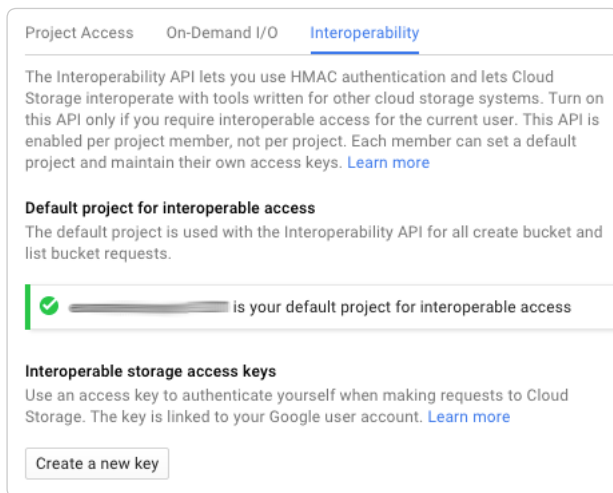 Project Access On-Demand I/O Interoperability
The Interoperability API lets you use HMAC authentication and lets Cloud
Storage interoperate with tools written for other cloud storage systems. Turn on
this API only if you require interoperable access for the current user. This API is
enabled per project member, not per project. Each member can set a default
project and maintain their own access keys. Learn more
Default project for interoperable access
The default project is used with the Interoperability API for all create bucket and
list bucket requests.
is your default project for interoperable access
Interoperable storage access keys
Use an access key to authenticate yourself when making requests to Cloud
Storage. The key is linked to your Google user account. Learn more
Create a new key